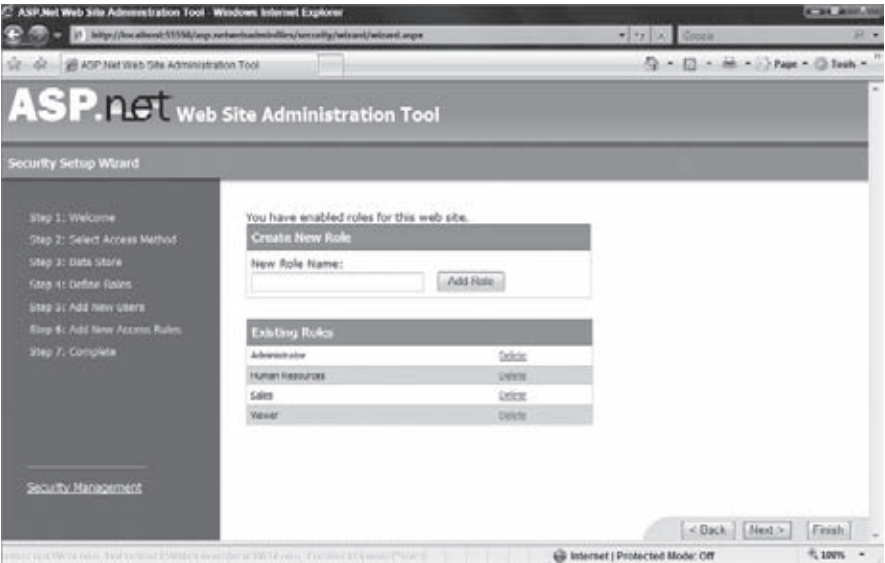 ASP.Net Web Site Administration Tool - Windows Internet Explorer
Google
ASP.Net Web Site Administration Tool
Page
Tools
ASP.net Web Site Administration Tool
Security Setup Wizard
Step 1: Welcome
Step 2: Select Access Method
Step 3: Data Store
Step 4: Define Roles
Step 5: Add New Users
Step 6: Add New Access Rules
Step 7: Complete
Security Management
You have enabled roles for this web site.
Create New Role
New Role Name:
Add Role
Existing Roles
Administrator Delete
Human Resources Delete
Sales Delete
Viewer Delete
< Back
Next >
Finish
Internet | Protected Mode: Off
100%